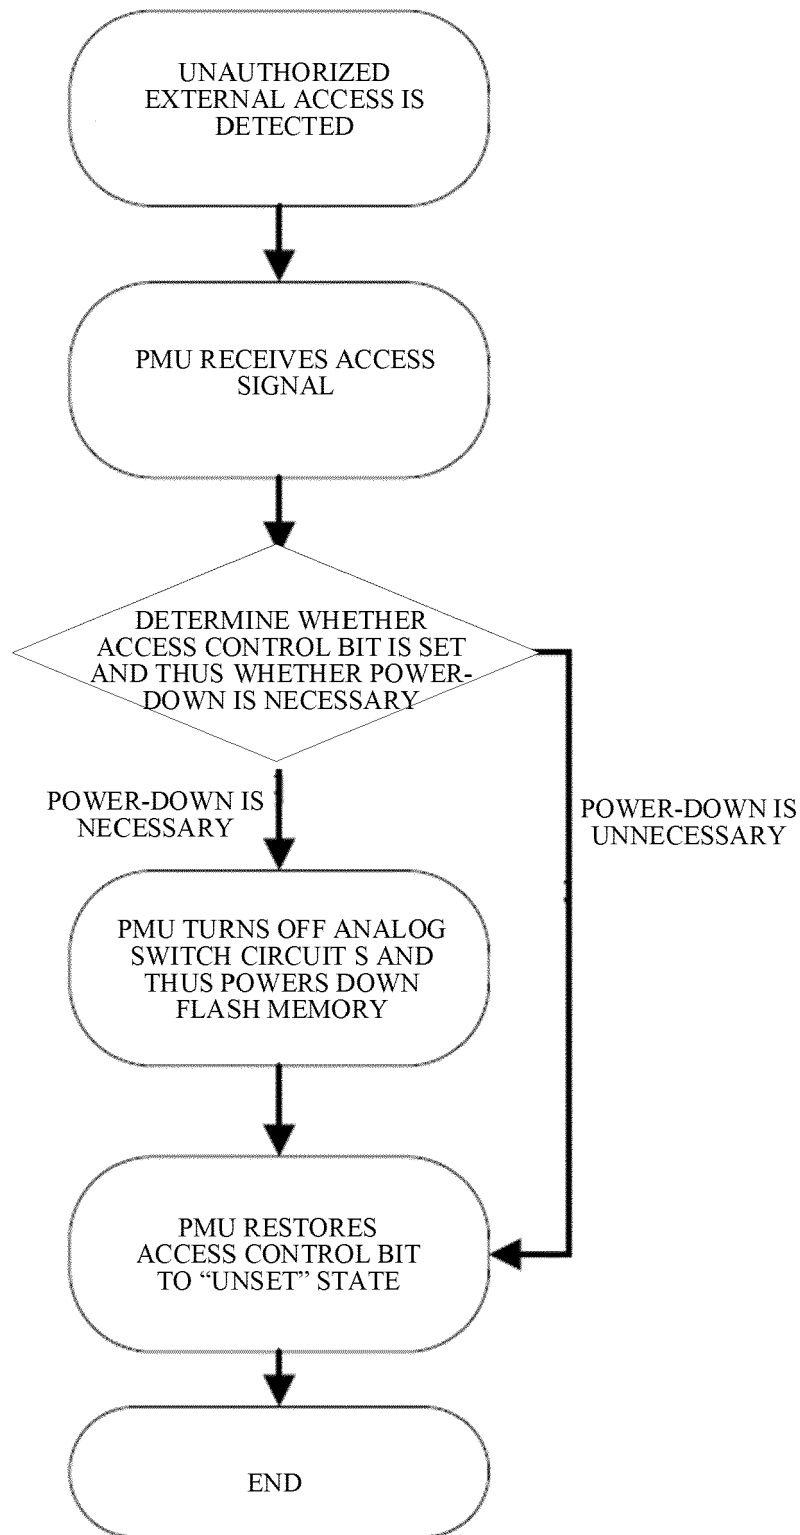 UNAUTHORIZED
EXTERNAL ACCESS IS
DETECTED
PMU RECEIVES ACCESS
SIGNAL
DETERMINE WHETHER
ACCESS CONTROL BIT IS SET
AND THUS WHETHER POWER-
DOWN IS NECESSARY
POWER-DOWN IS
NECESSARY
POWER-DOWN IS
UNNECESSARY
PMU TURNS OFF ANALOG
SWITCH CIRCUIT S AND
THUS POWERS DOWN
FLASH MEMORY
PMU RESTORES
ACCESS CONTROL BIT
TO “UNSET” STATE
END